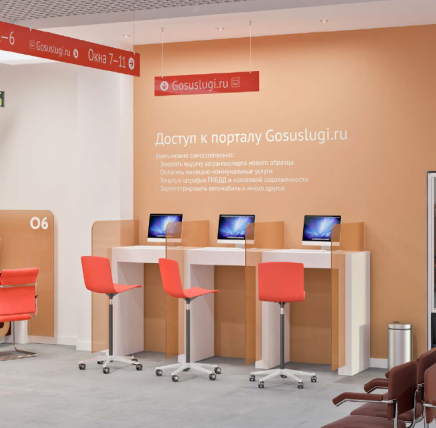 1–6
Gosuslugi.ru
Окна 7–11
Gosuslugi.ru
Доступ к порталу Gosuslugi.ru
Здесь можно самостоятельно:
Заказать выдачу загранпаспорта нового образца
Оплатить жилищно-коммунальные услуги
Узнать о штрафах ГИБДД и налоговой задолженности
Зарегистрировать автомобиль и многое другое.
06